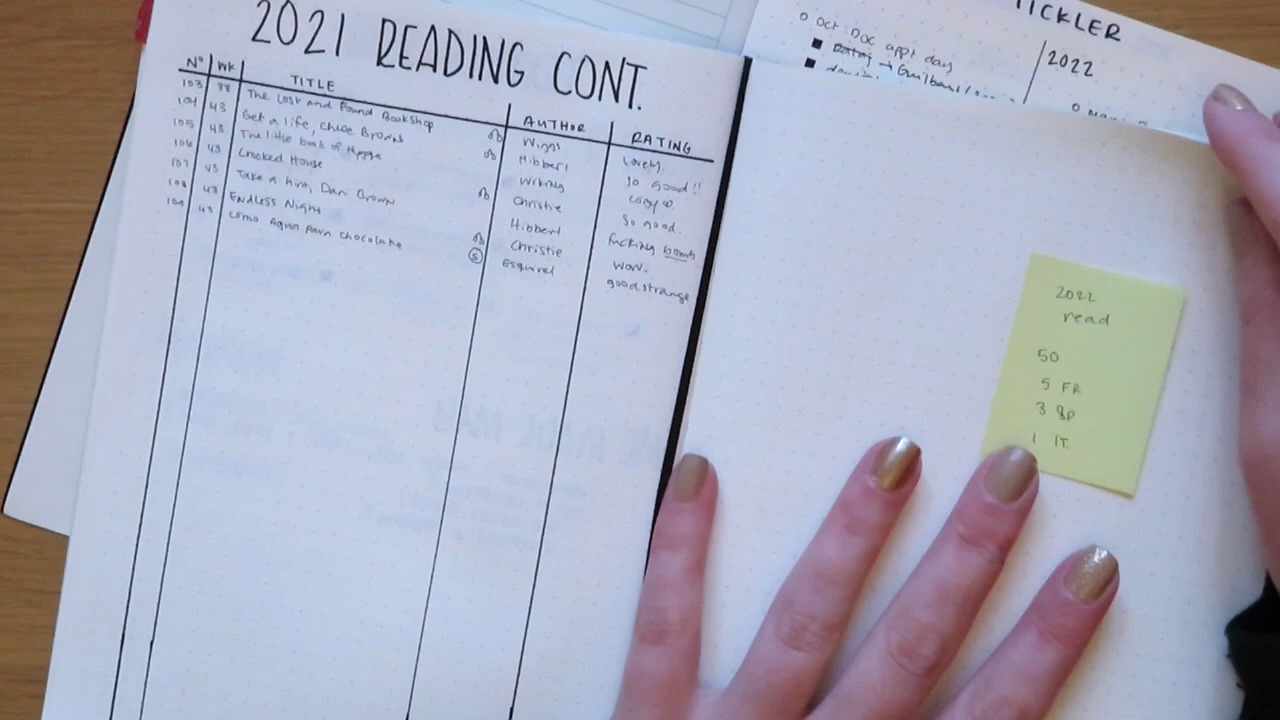 2021 READING CONT.
Nº WK TITLE AUTHOR RATING
103 38 The Lost and Found Bookshop Wiggs Lovely.
104 43 Get a life, Chloe Brown Hibbert so good!!
105 43 The little book of Hygge Wiking cosy
106 43 Crooked House Christie So good.
107 43 Take a hint, Dani Brown Hibbert fucking bomb
108 43 Endless Night Christie wow.
109 43 Como Agua Para Chocolate S Esquivel good strange
TICKLER
Oct: Doc appt day
2022
2022
read
50
5 FR
3 SP
1 IT